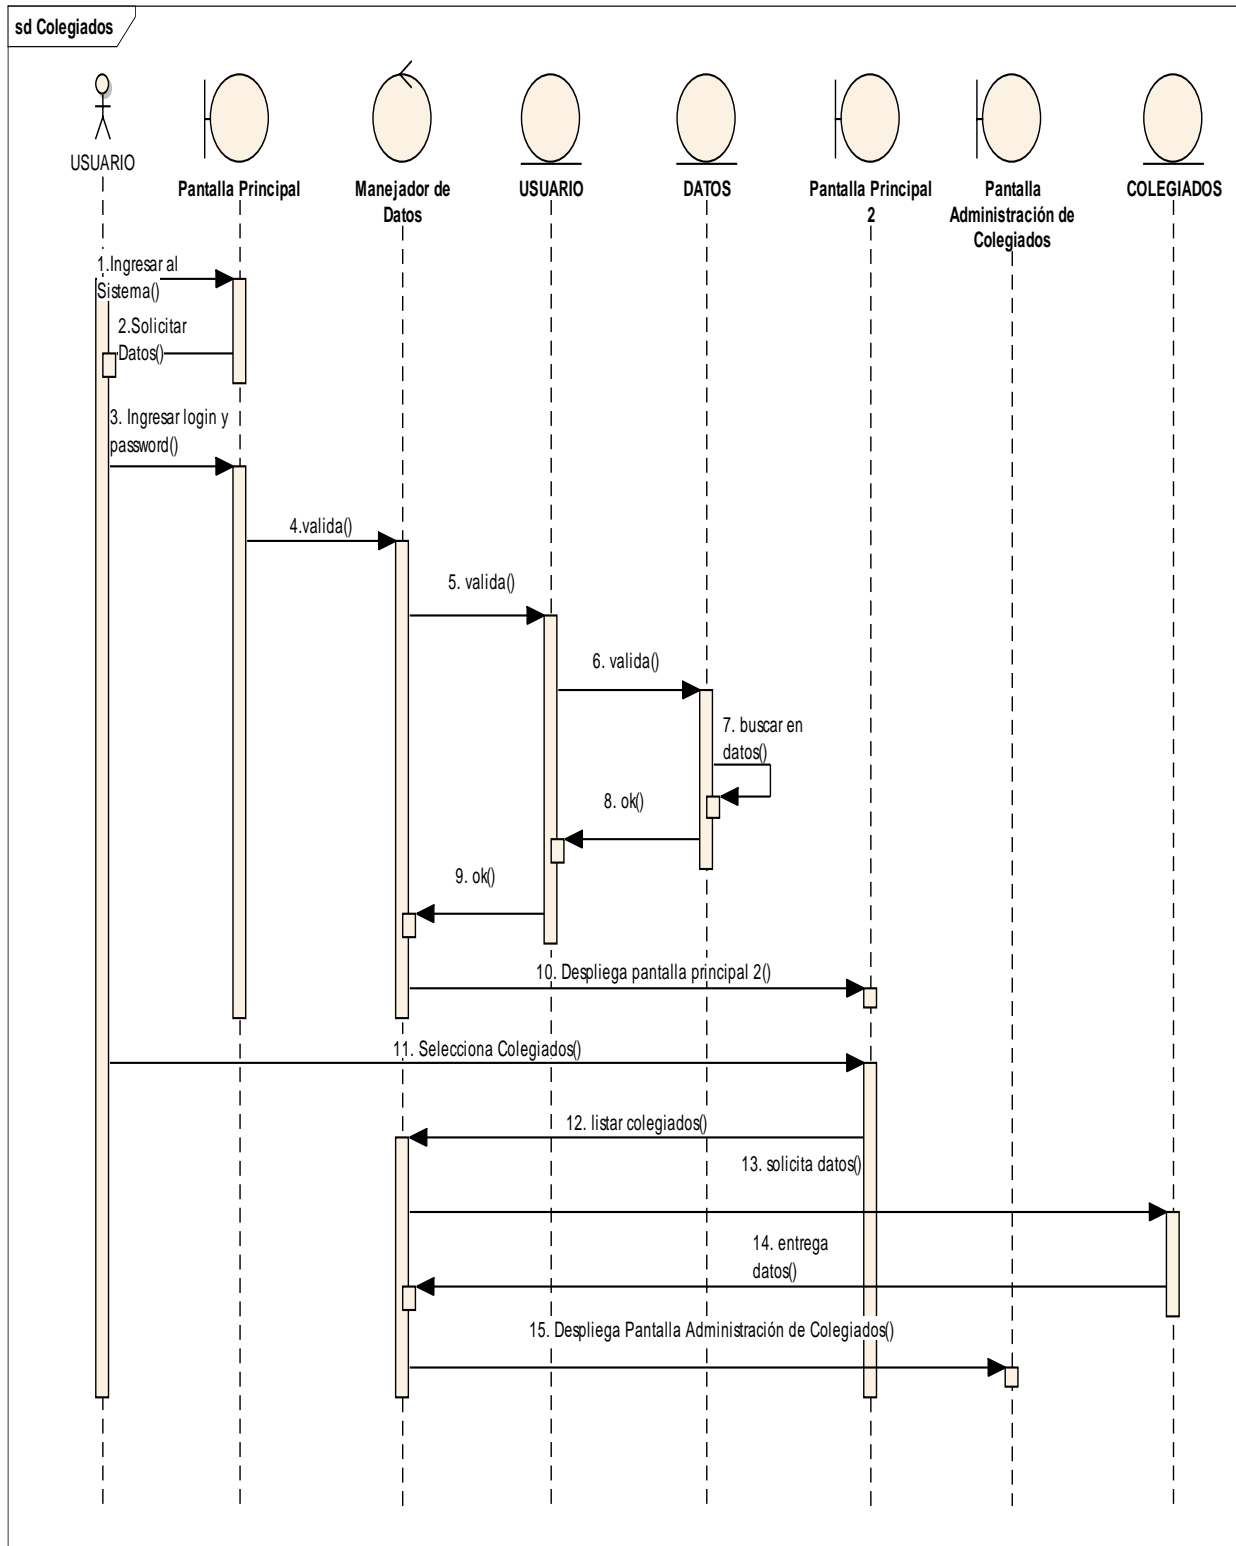 sd Colegiados
USUARIO
Pantalla Principal
Manejador de
Datos
USUARIO
DATOS
Pantalla Principal
2
Pantalla
Administración de
Colegiados
COLEGIADOS
1.Ingresar al
Sistema()
2.Solicitar
Datos()
3. Ingresar login y
password()
4.valida()
5. valida()
6. valida()
7. buscar en
datos()
8. ok()
9. ok()
10. Despliega pantalla principal 2()
11. Selecciona Colegiados()
12. listar colegiados()
13. solicita datos()
14. entrega
datos()
15. Despliega Pantalla Administración de Colegiados()